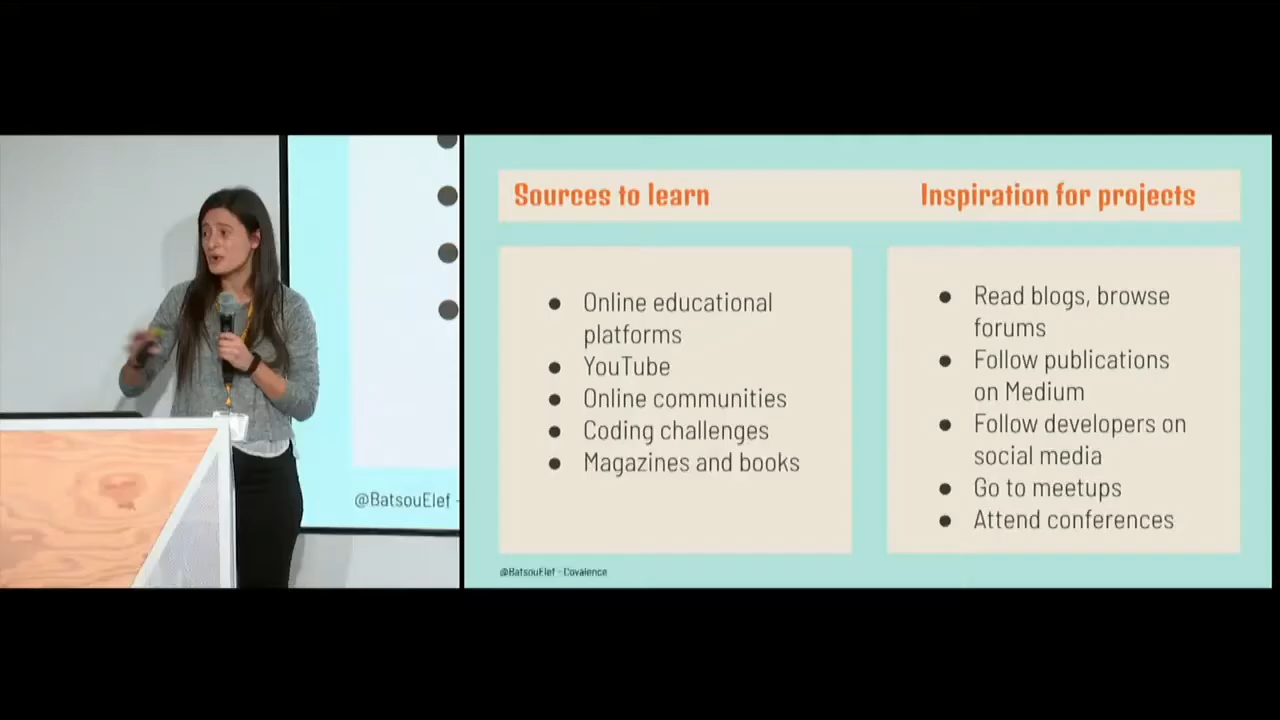 Sources to learn
Inspiration for projects
● Online educational
platforms
● YouTube
● Online communities
● Coding challenges
● Magazines and books
● Read blogs, browse
forums
● Follow publications
on Medium
● Follow developers on
social media
● Go to meetups
● Attend conferences
@BatsouElef - Covalence
@BatsouElef -